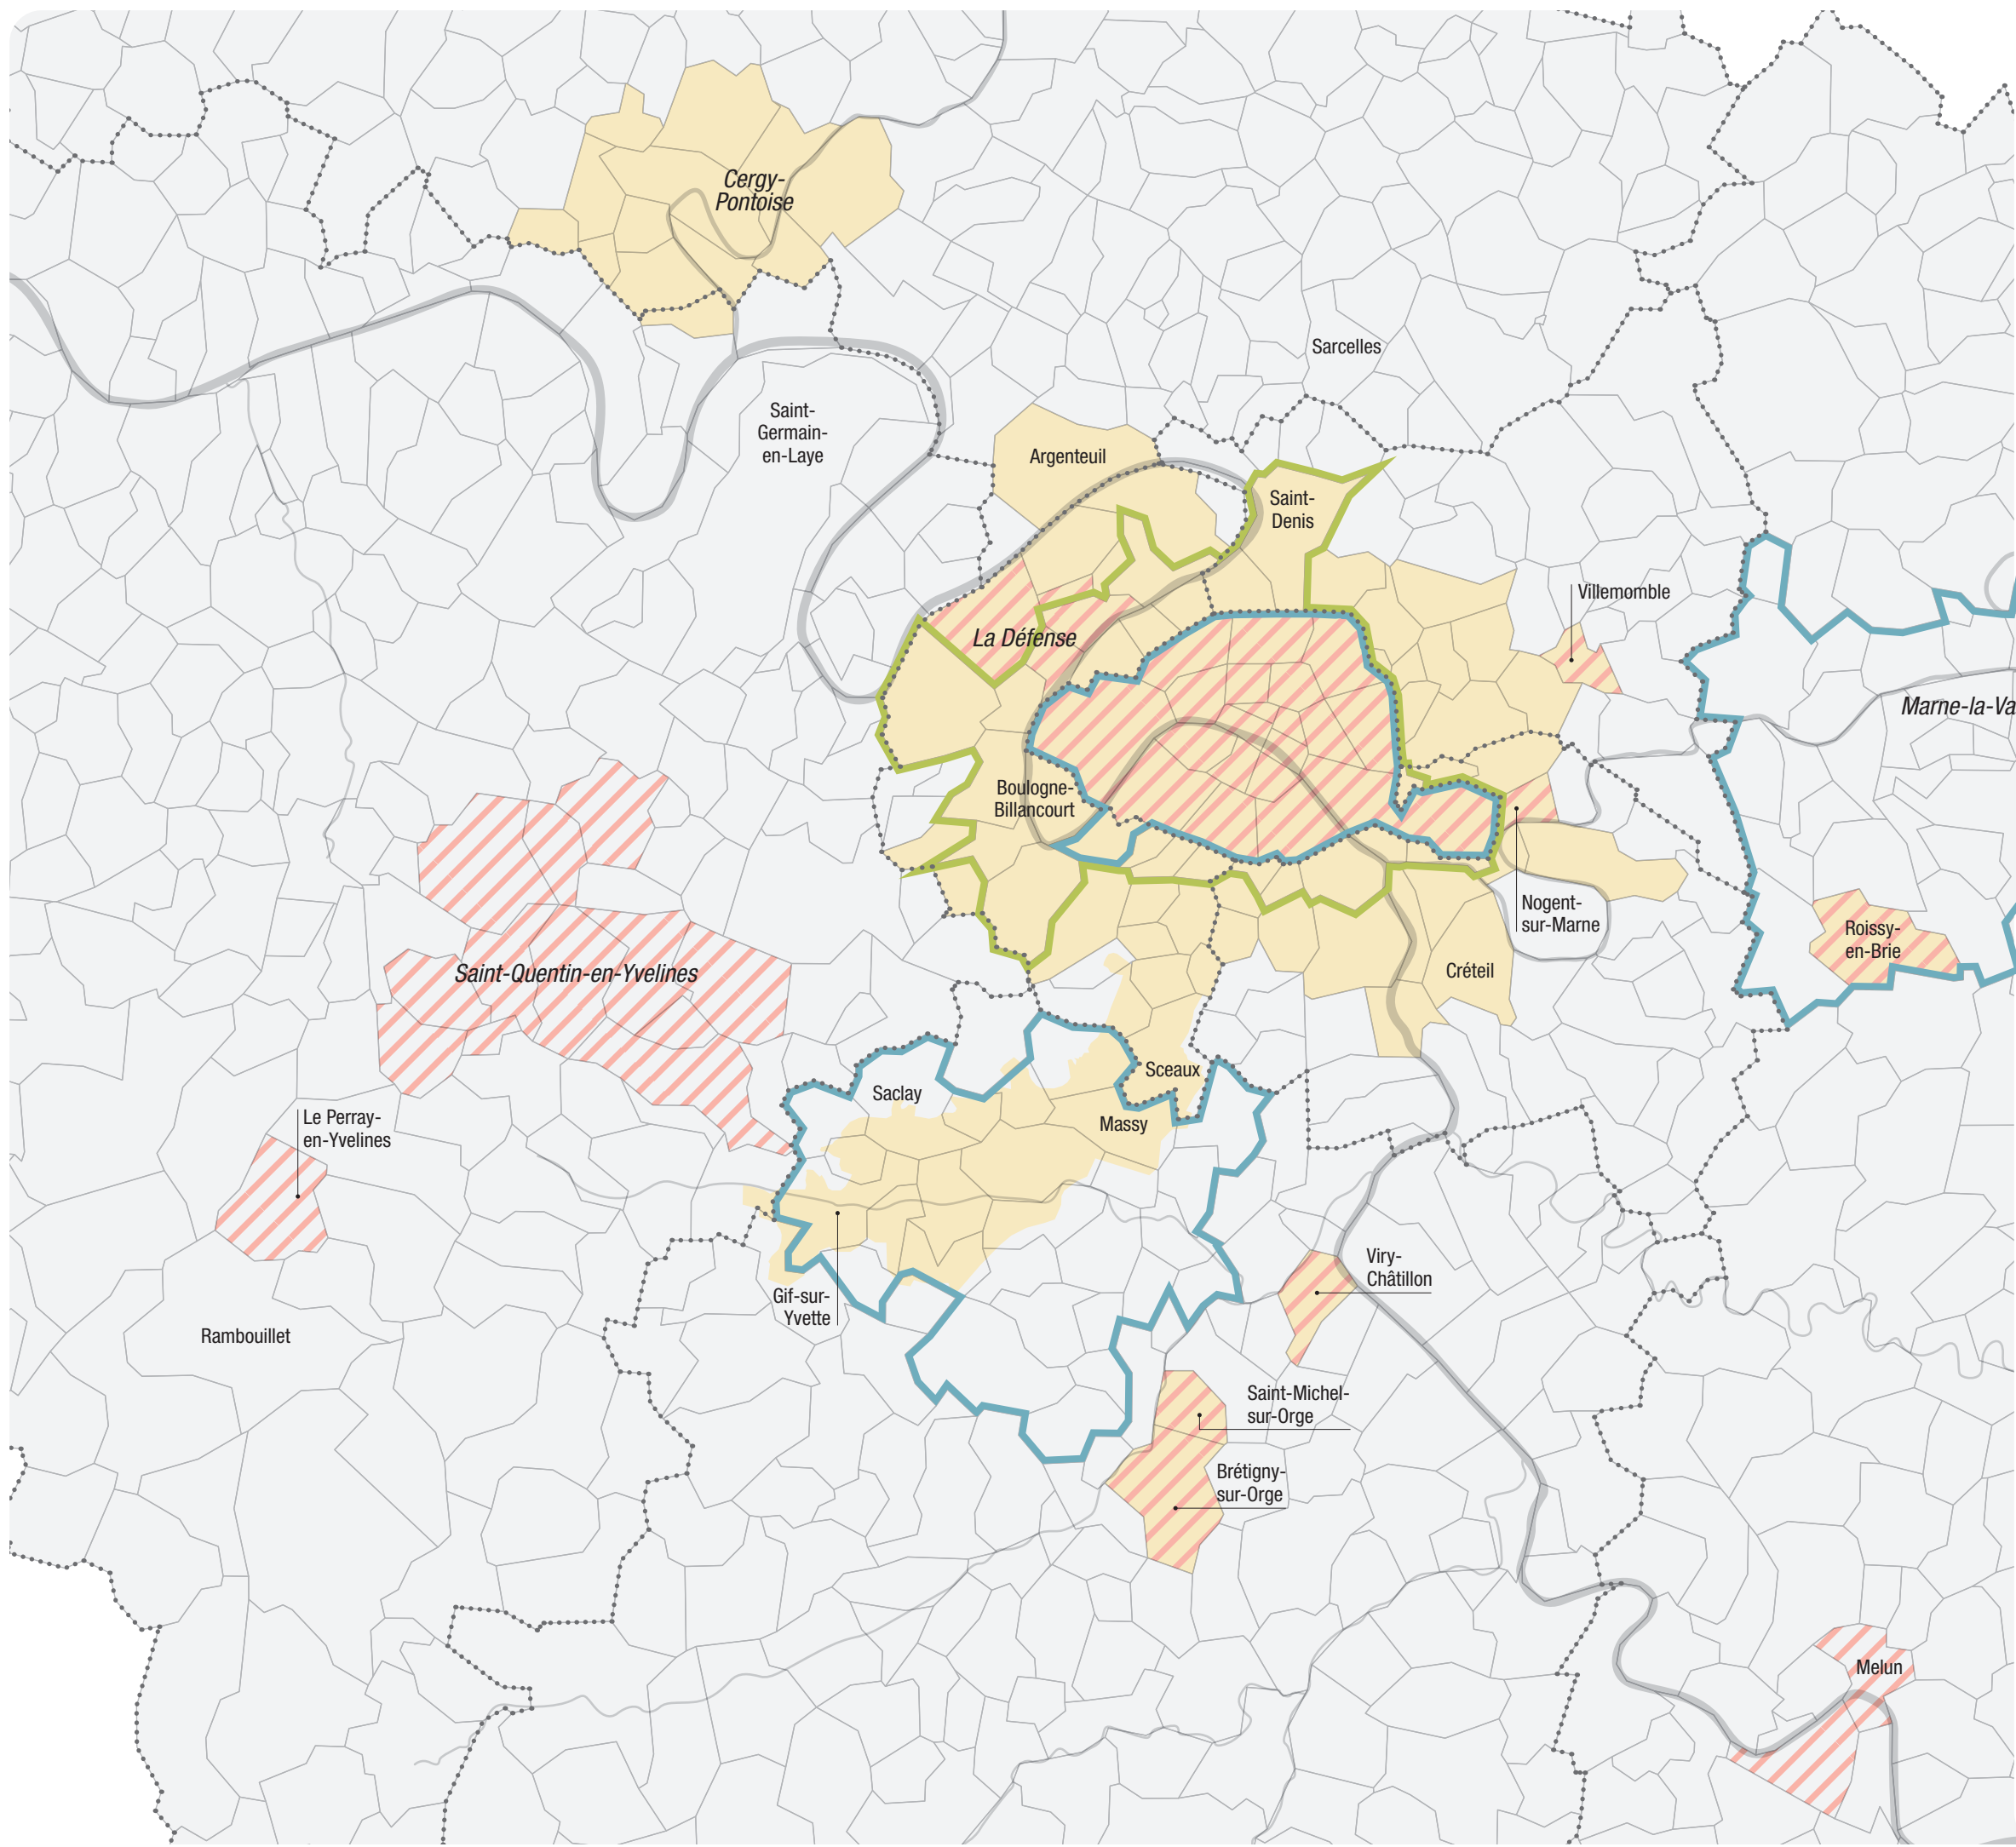 Cergy-
Pontoise
Sarcelles
Saint-
Germain-
en-Laye
Argenteuil
Saint-
Denis
Villemomble
La Défense
Marne-la-Va
Boulogne-
Billancourt
Nogent-
sur-Marne
Roissy-
en-Brie
Saint-Quentin-en-Yvelines
Créteil
Sceaux
Saclay
Massy
Le Perray-
en-Yvelines
Viry-
Châtillon
Gif-sur-
Yvette
Rambouillet
Saint-Michel-
sur-Orge
Brétigny-
sur-Orge
Melun